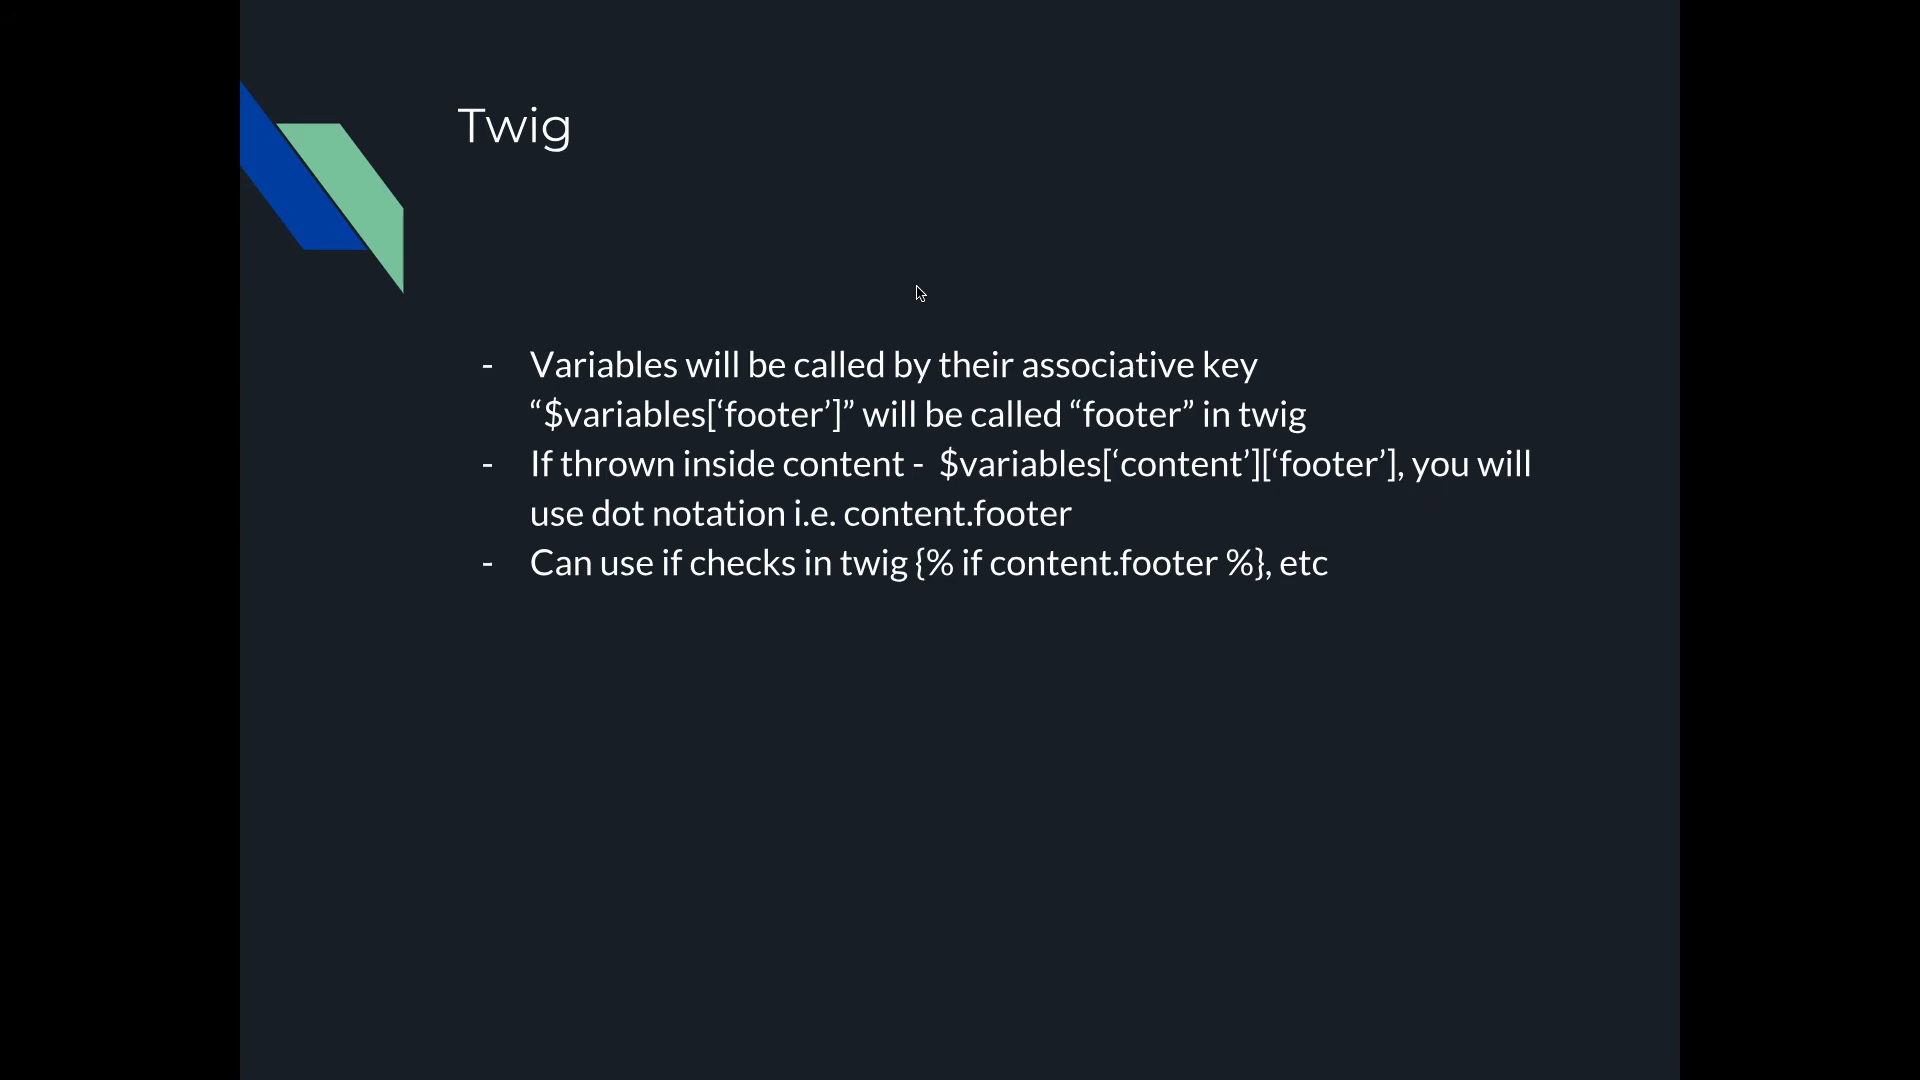 Twig
- Variables will be called by their associative key
“$variables[‘footer’]” will be called “footer” in twig
- If thrown inside content -  $variables[‘content’][‘footer’], you will
use dot notation i.e. content.footer
- Can use if checks in twig {% if content.footer %}, etc